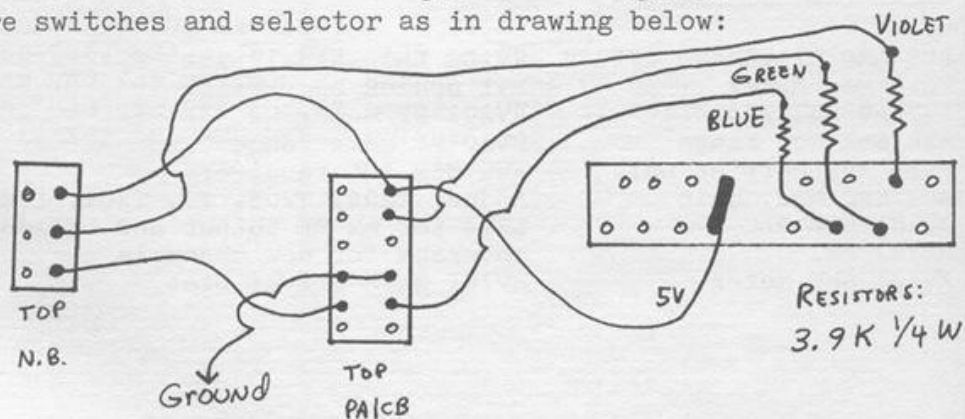 re switches and selector as in drawing below:
VIOLET
GREEN
BLUE
5V
RESISTORS:
3.9K 1/4 W
TOP
N.B.
Ground
TOP
PA/CB